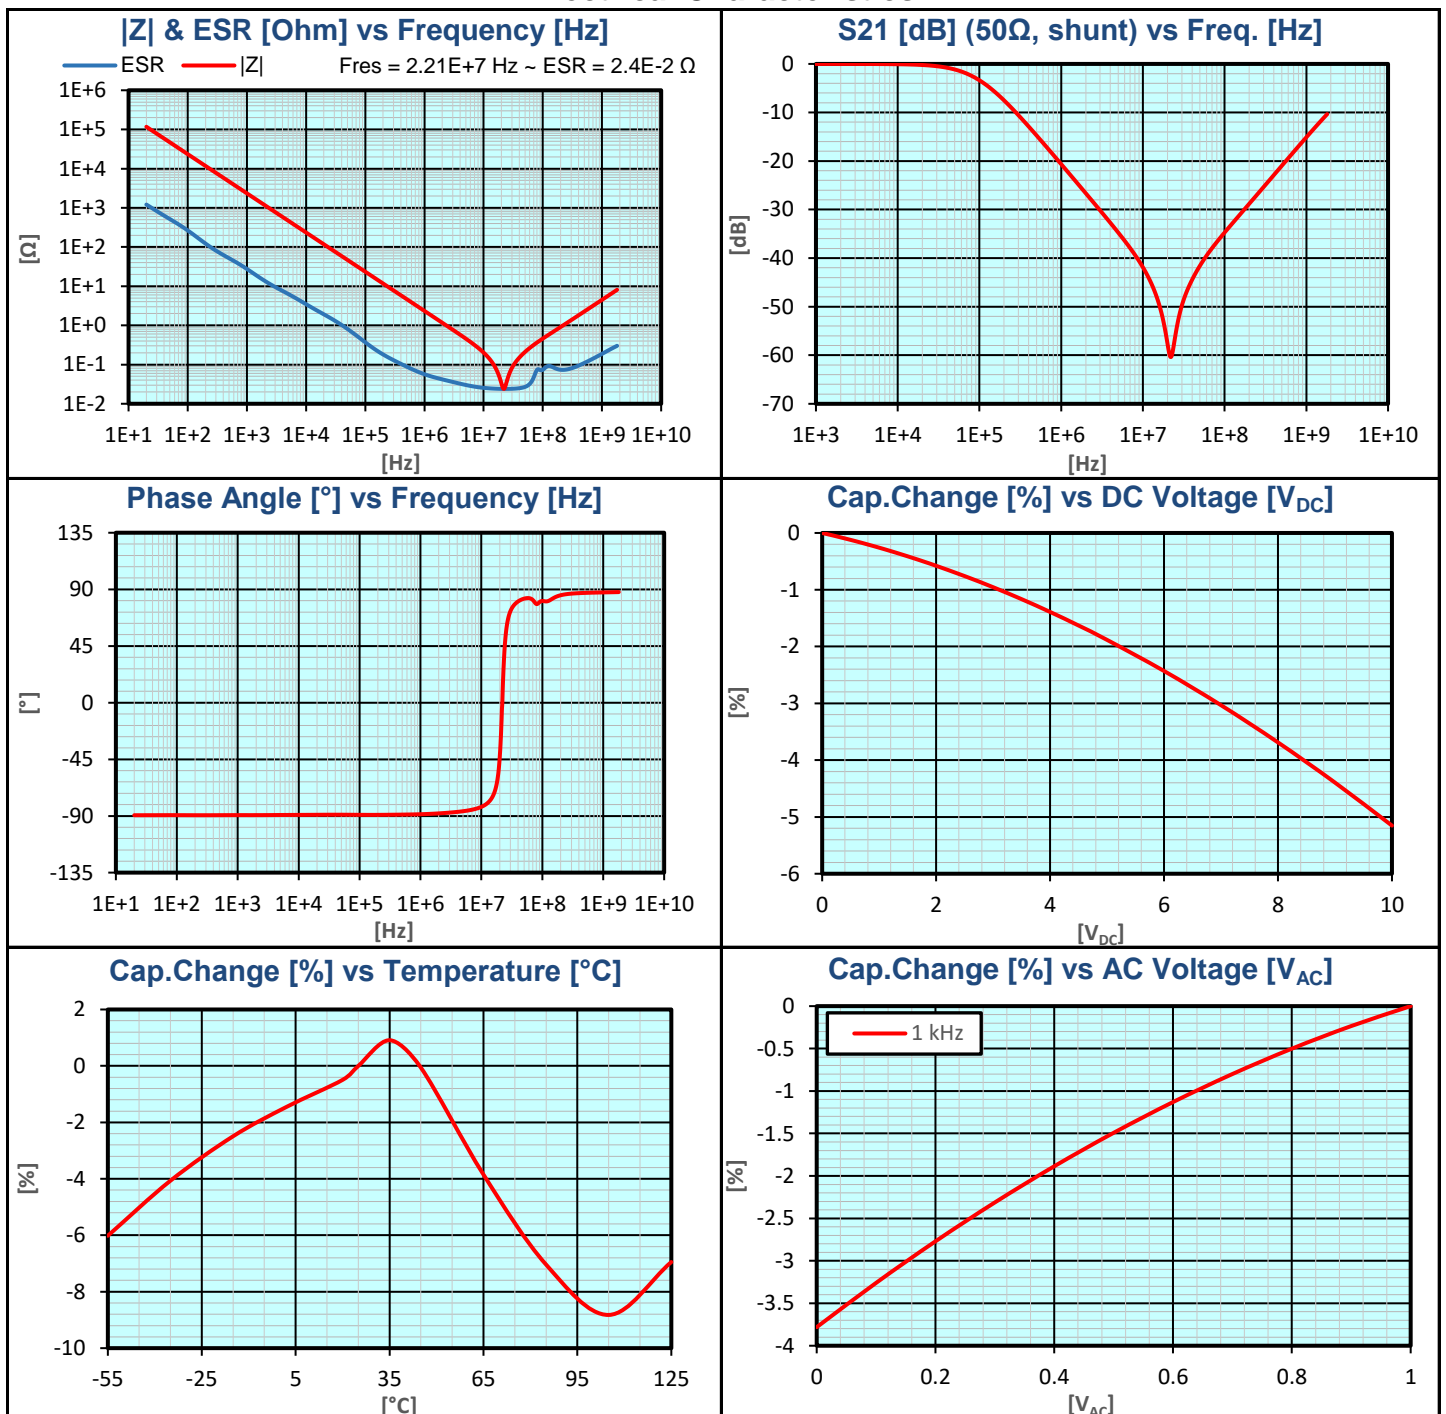 |Z| & ESR [Ohm] vs Frequency [Hz]
ESR |Z| Fres = 2.21E+7 Hz ~ ESR = 2.4E-2 Ω
1E+6
1E+5
1E+4
1E+3
1E+2
1E+1
1E+0
1E-1
1E-2
[Ω]
1E+1 1E+2 1E+3 1E+4 1E+5 1E+6 1E+7 1E+8 1E+9 1E+10
[Hz]
S21 [dB] (50Ω, shunt) vs Freq. [Hz]
0
-10
-20
-30
-40
-50
-60
-70
[dB]
1E+3 1E+4 1E+5 1E+6 1E+7 1E+8 1E+9 1E+10
[Hz]
Phase Angle [°] vs Frequency [Hz]
135
90
45
0
-45
-90
-135
[°]
1E+1 1E+2 1E+3 1E+4 1E+5 1E+6 1E+7 1E+8 1E+9 1E+10
[Hz]
Cap.Change [%] vs DC Voltage [VDC]
0
-1
-2
-3
-4
-5
-6
[%]
0 2 4 6 8 10
[VDC]
Cap.Change [%] vs Temperature [°C]
2
0
-2
-4
-6
-8
-10
[%]
-55 -25 5 35 65 95 125
[°C]
Cap.Change [%] vs AC Voltage [VAC]
1 kHz
0
-0.5
-1
-1.5
-2
-2.5
-3
-3.5
-4
[%]
0 0.2 0.4 0.6 0.8 1
[VAC]